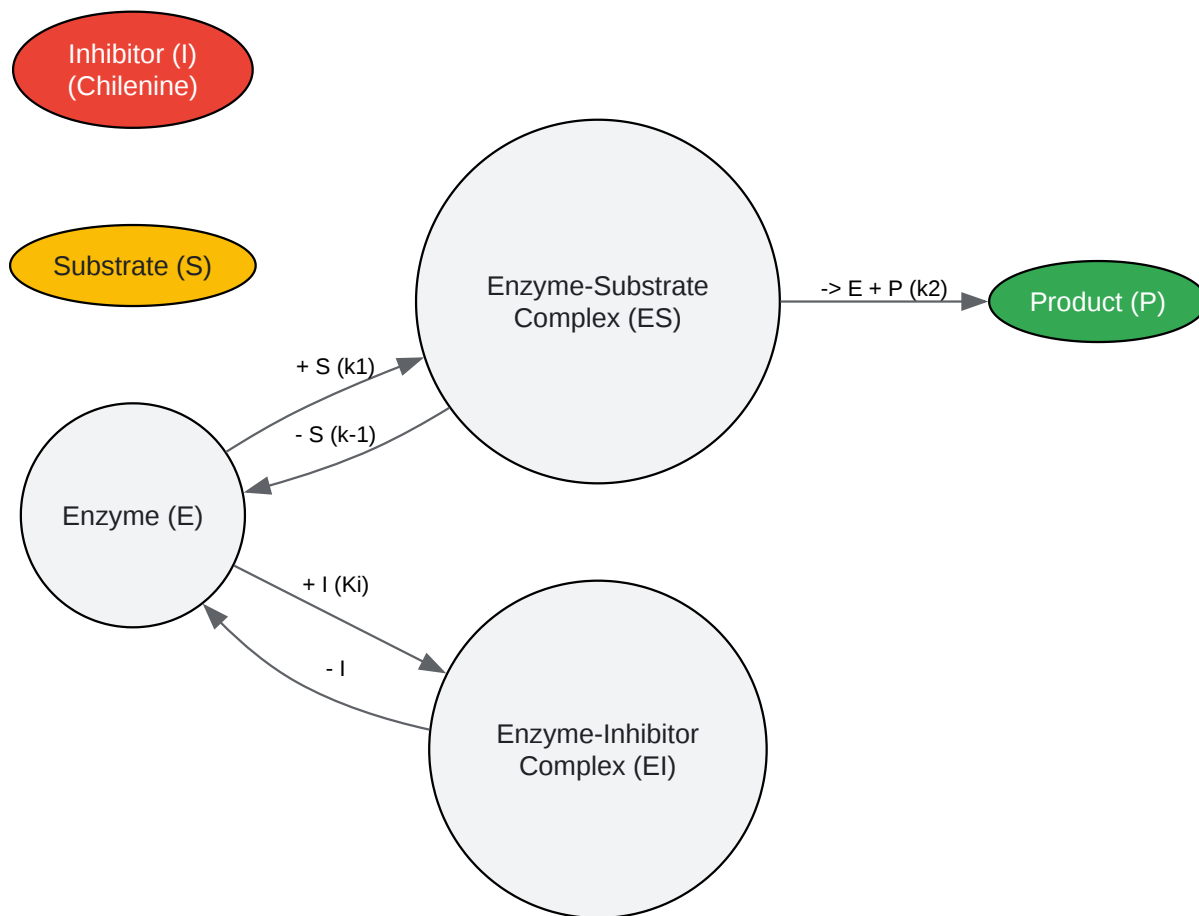 Inhibitor (I)
(Chilenine)
Substrate (S)
Enzyme-Substrate
Complex (ES)
-> E + P (k2)
Product (P)
+ S (k1)
- S (k-1)
Enzyme (E)
+ I (Ki)
- I
Enzyme-Inhibitor
Complex (EI)